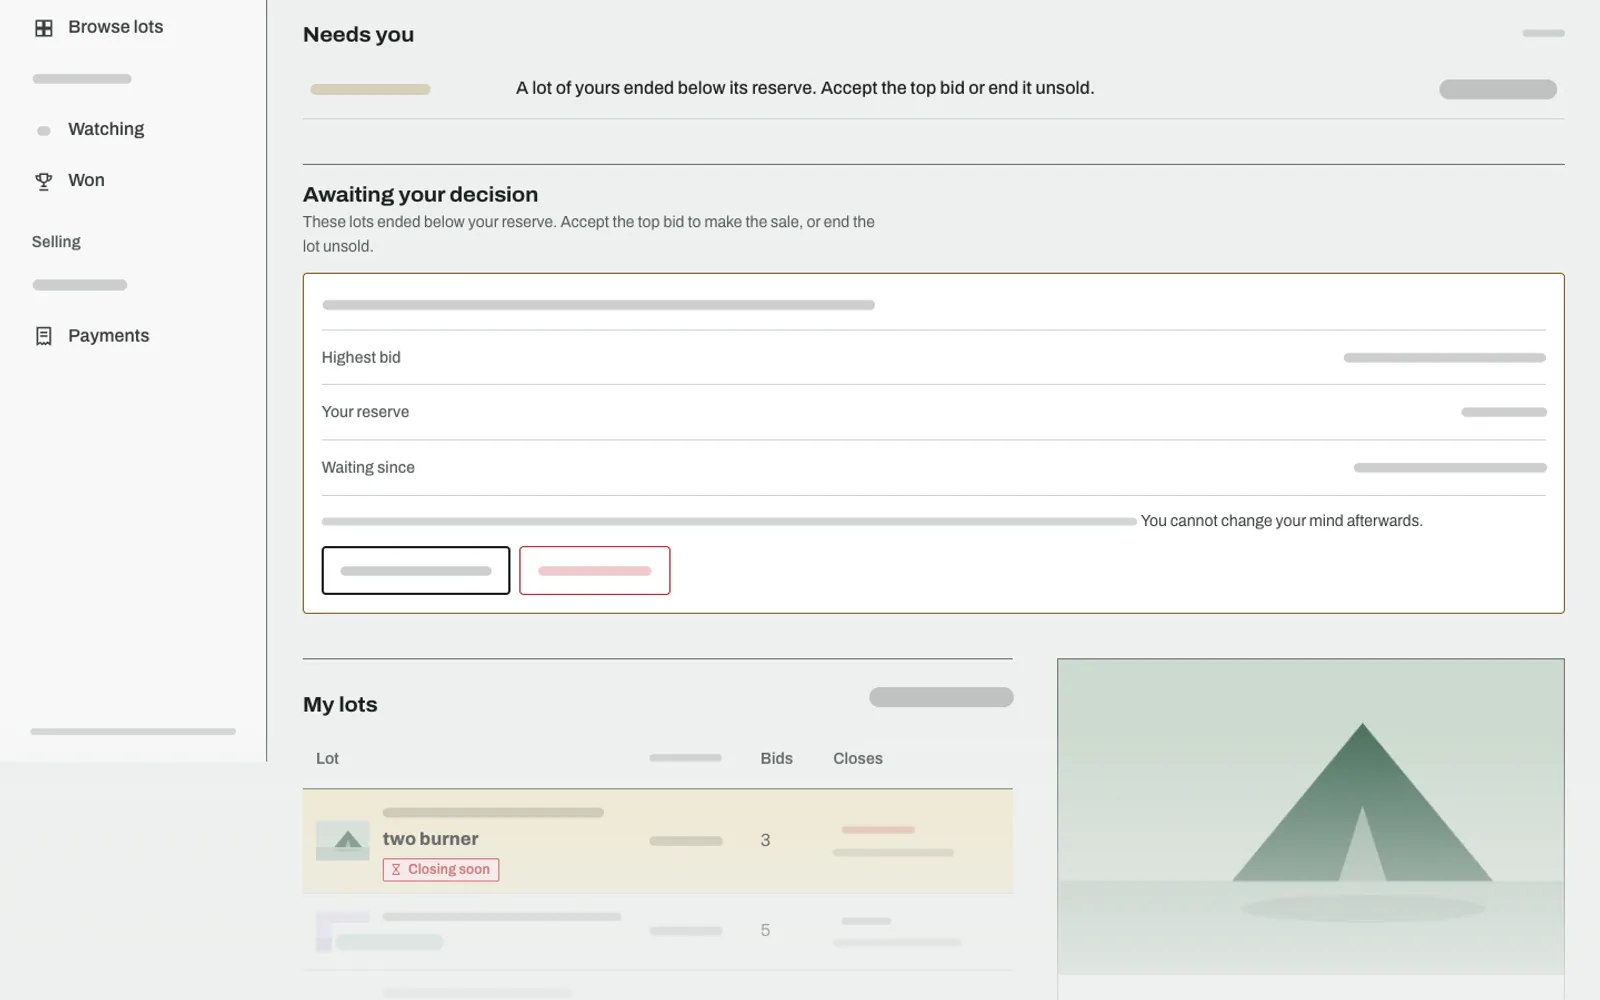 Browse lots
Watching
Won
Selling
Payments
Needs you
A lot of yours ended below its reserve. Accept the top bid or end it unsold.
Awaiting your decision
These lots ended below your reserve. Accept the top bid to make the sale, or end the
lot unsold.
Highest bid
Your reserve
Waiting since
You cannot change your mind afterwards.
My lots
Lot Bids Closes
two burner 3
Closing soon
5